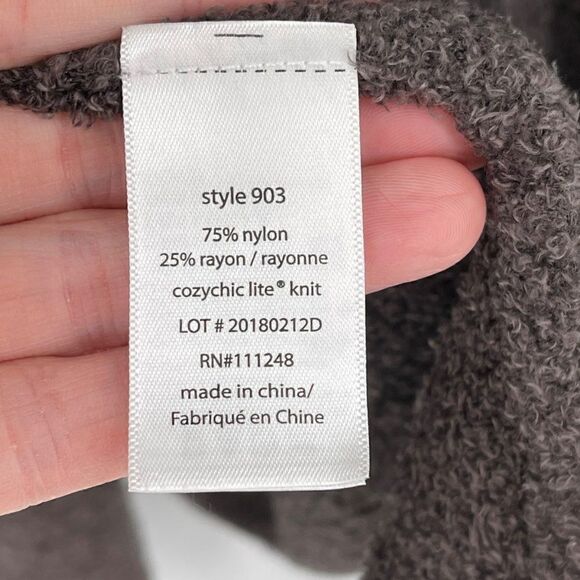 style 903
75% nylon
25% rayon / rayonne
cozychic lite® knit
LOT # 20180212D
RN#111248
made in china/
Fabriqué en Chine